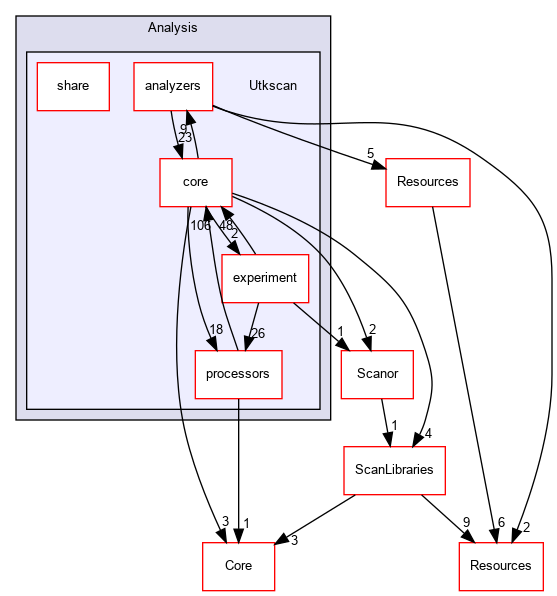 Analysis
share
analyzers
Utkscan
9
23
5
core
Resources
106
48
2
experiment
18
26
1
2
processors
Scanor
1
4
ScanLibraries
3
1
3
9
6
2
Core
Resources